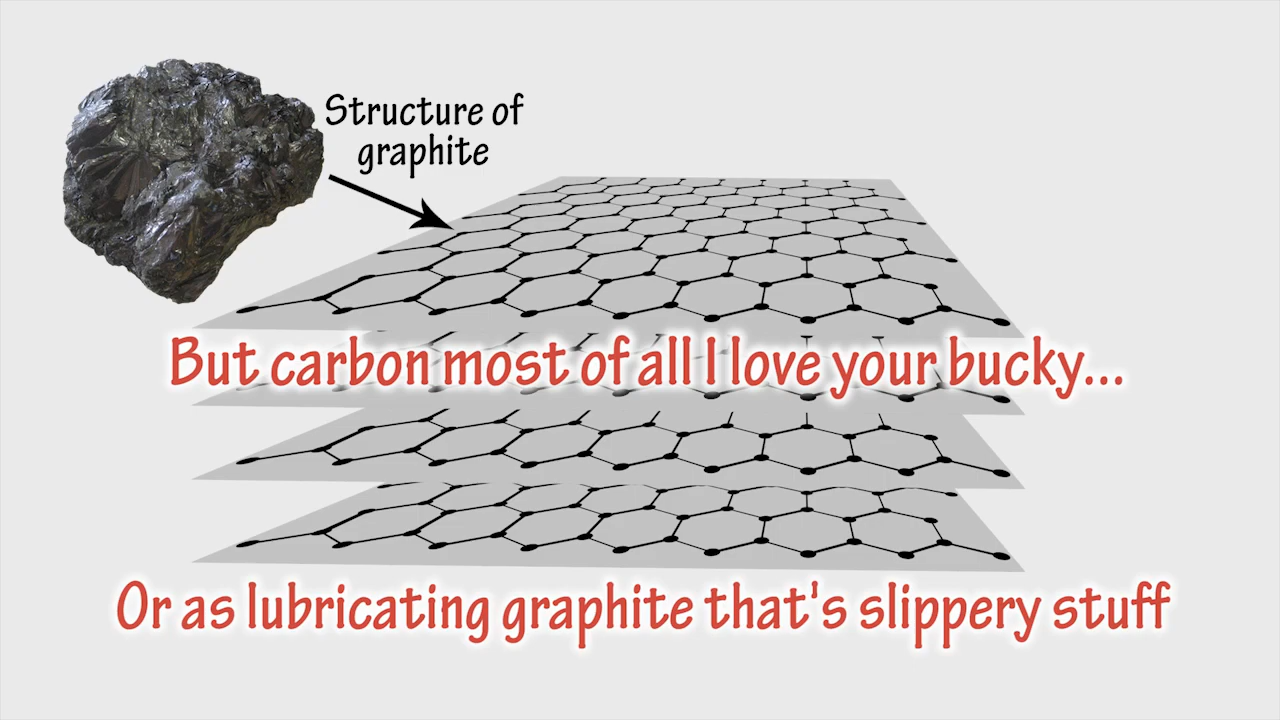 Structure of
graphite
But carbon most of all I love your bucky...
Or as lubricating graphite that's slippery stuff